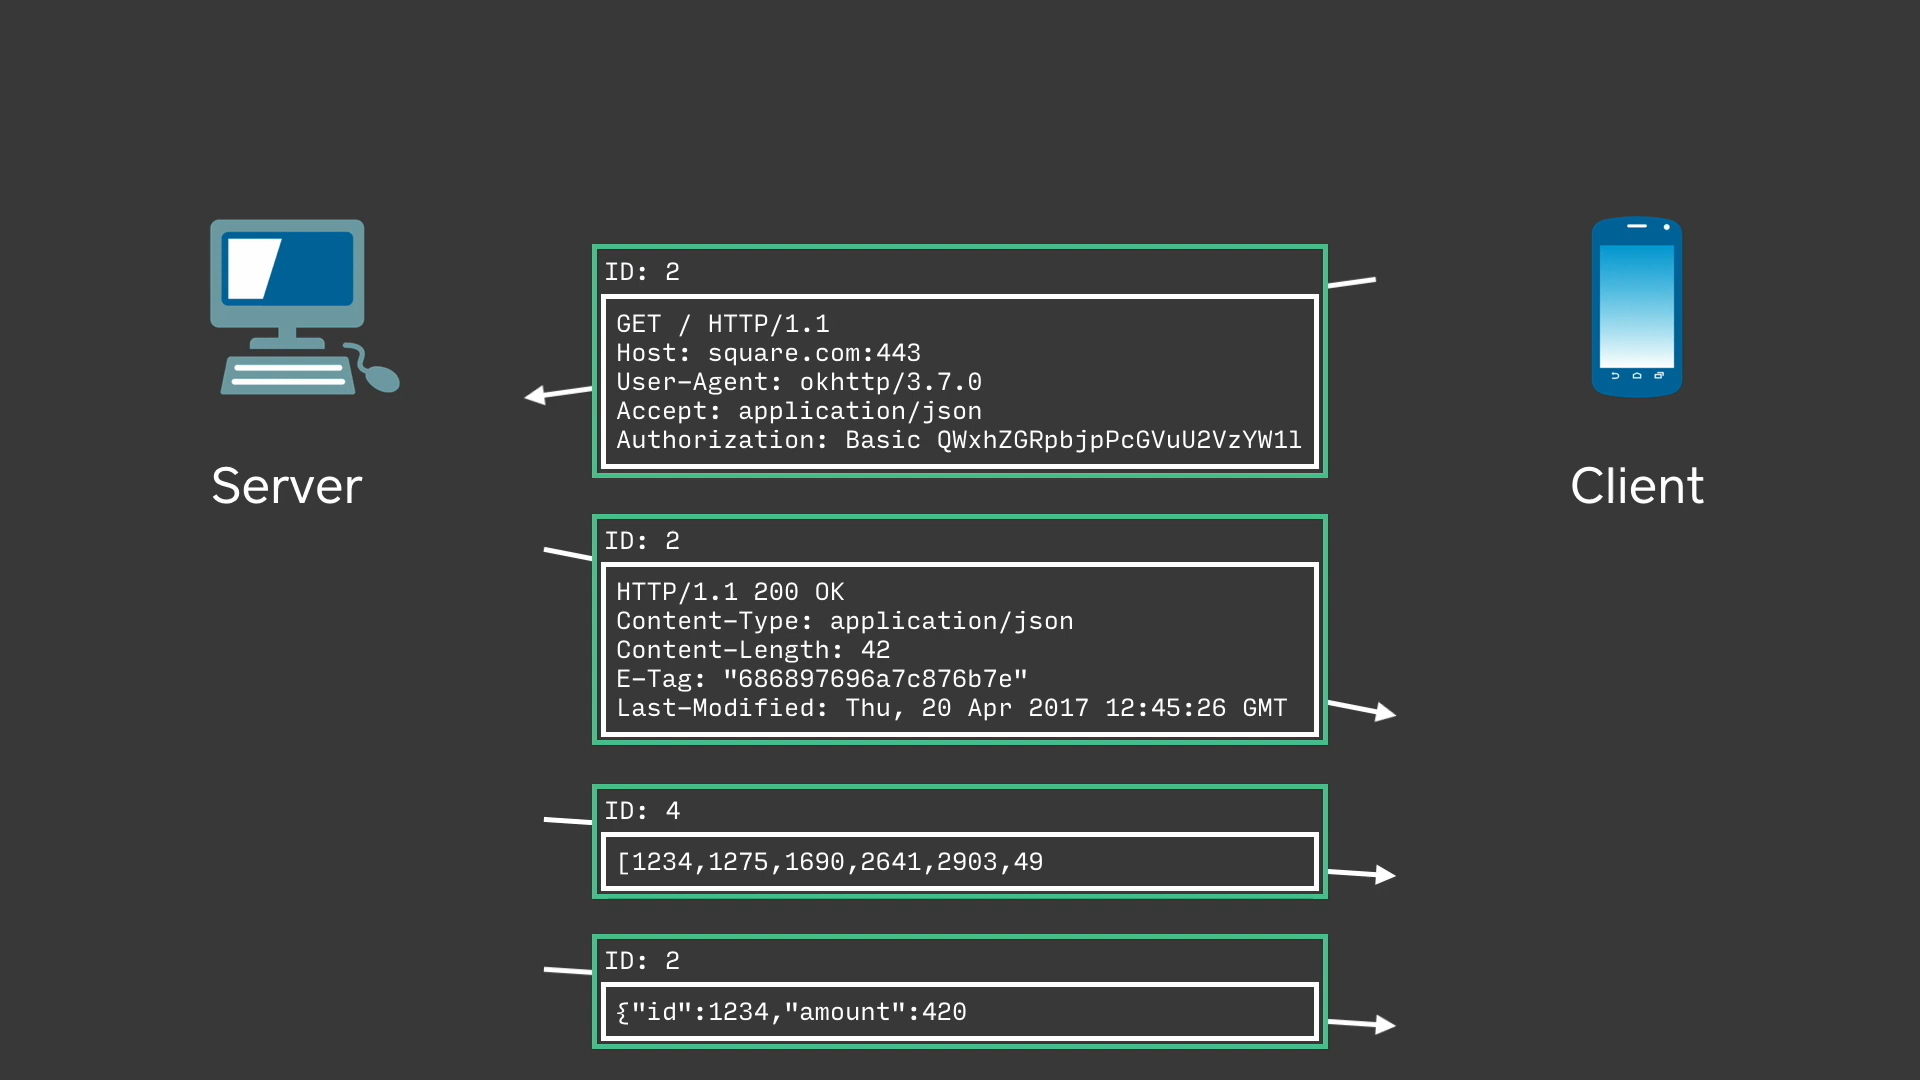 ID: 2
GET / HTTP/1.1
Host: square.com:443
User-Agent: okhttp/3.7.0
Accept: application/json
Authorization: Basic QWxhZGRpbjpPcGVuU2VzYW1l
Server
Client
ID: 2
HTTP/1.1 200 OK
Content-Type: application/json
Content-Length: 42
E-Tag: "686897696a7c876b7e"
Last-Modified: Thu, 20 Apr 2017 12:45:26 GMT
ID: 4
[1234,1275,1690,2641,2903,49
ID: 2
{"id":1234,"amount":420